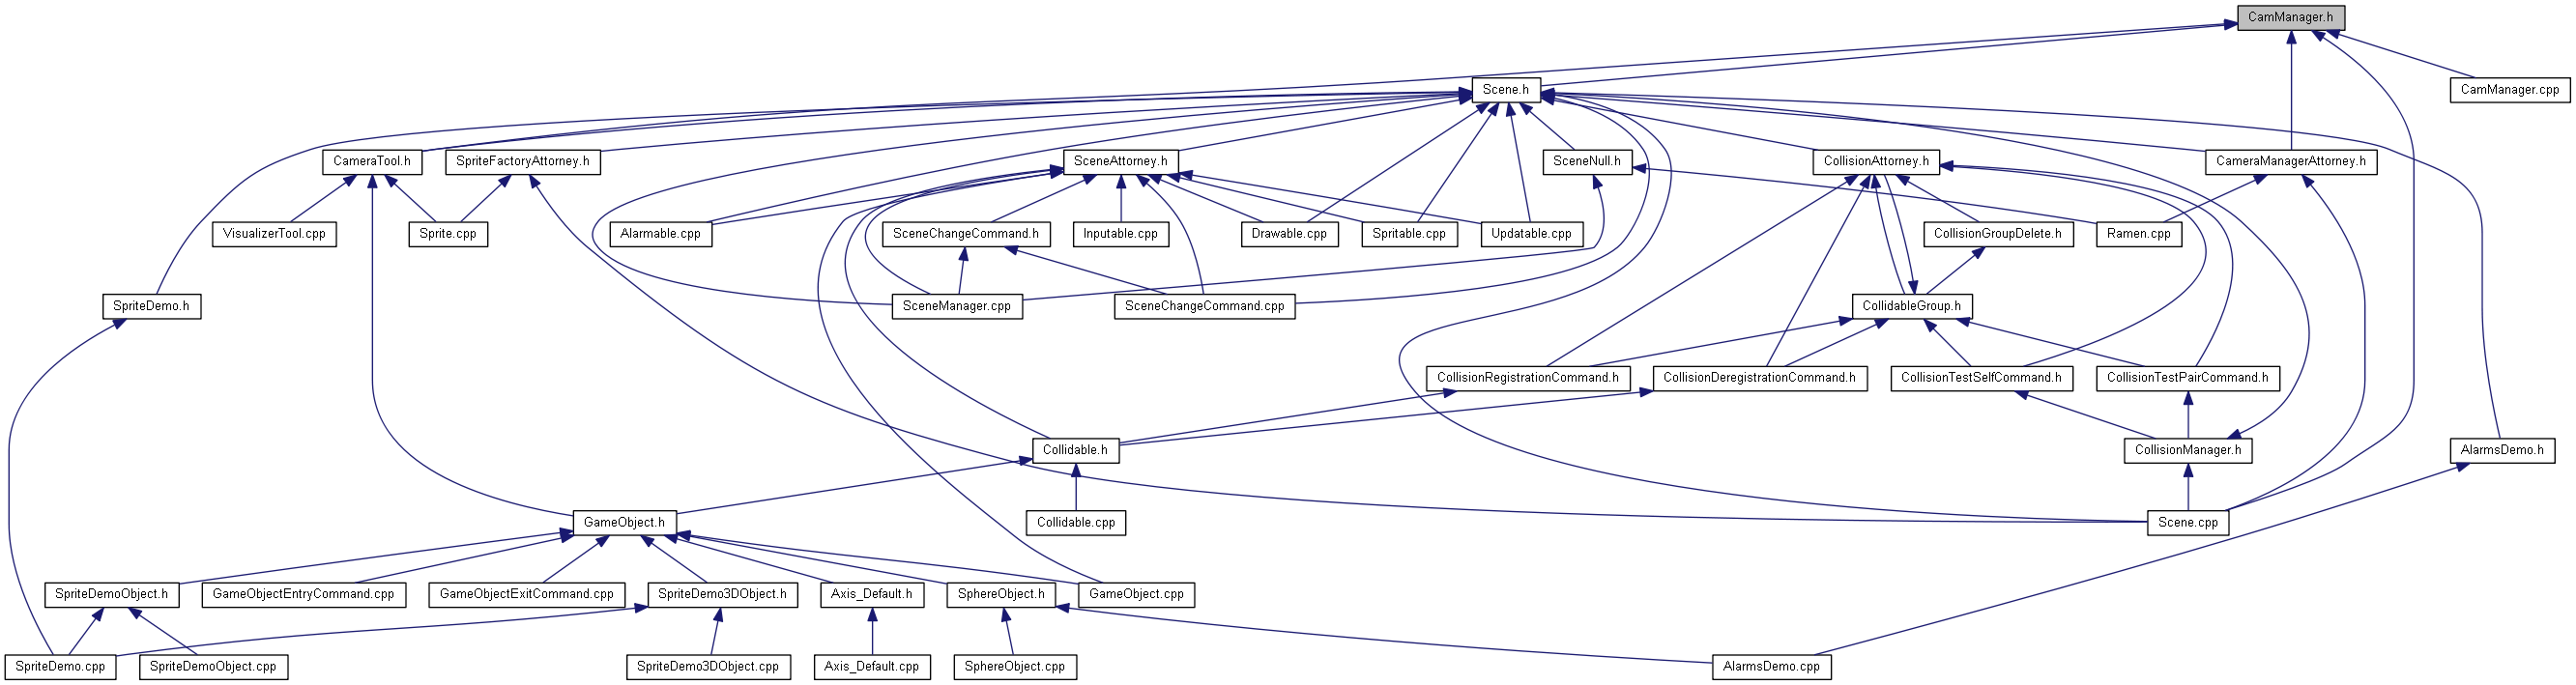 CamManager.h
Scene.h
CamManager.cpp
CameraTool.h
SpriteFactoryAttorney.h
SceneAttorney.h
SceneNull.h
CollisionAttorney.h
CameraManagerAttorney.h
VisualizerTool.cpp
Sprite.cpp
Alarmable.cpp
SceneChangeCommand.h
Inputable.cpp
Drawable.cpp
Spritable.cpp
Updatable.cpp
CollisionGroupDelete.h
Ramen.cpp
SpriteDemo.h
SceneManager.cpp
SceneChangeCommand.cpp
CollidableGroup.h
CollisionRegistrationCommand.h
CollisionDeregistrationCommand.h
CollisionTestSelfCommand.h
CollisionTestPairCommand.h
Collidable.h
CollisionManager.h
AlarmsDemo.h
GameObject.h
Collidable.cpp
Scene.cpp
SpriteDemoObject.h
GameObjectEntryCommand.cpp
GameObjectExitCommand.cpp
SpriteDemo3DObject.h
Axis_Default.h
SphereObject.h
GameObject.cpp
SpriteDemo.cpp
SpriteDemoObject.cpp
SpriteDemo3DObject.cpp
Axis_Default.cpp
SphereObject.cpp
AlarmsDemo.cpp